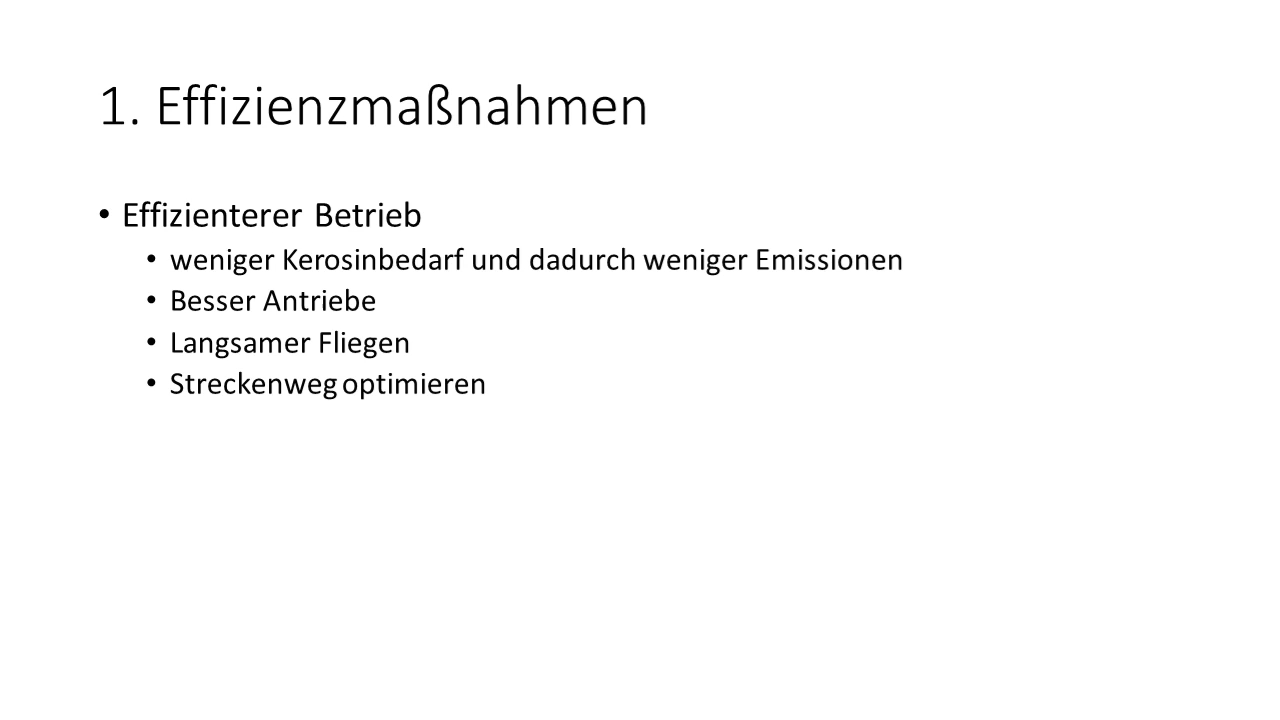 1. Effizienzmaßnahmen
• Effizienterer Betrieb
• weniger Kerosinbedarf und dadurch weniger Emissionen
• Besser Antriebe
• Langsamer Fliegen
• Streckenweg optimieren